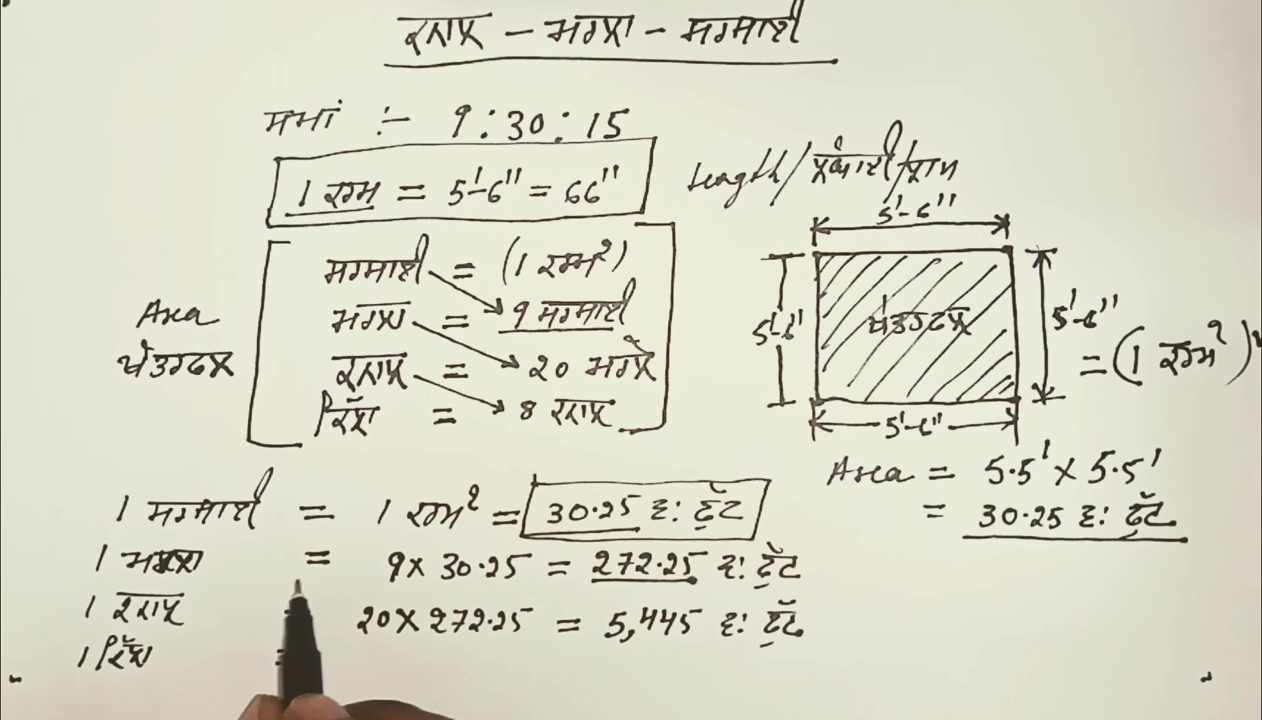 ਕਨਾਲ - ਮਰਲਾ - ਸਰਸਾਹੀ
ਸਮਾਂ :- 9:30:15
1 ਕਰਮ = 5'-6" = 66"
Length/ਲੰਬਾਈ/
ਸਰਸਾਹੀ = (1 ਕਰਮ²)
ਮਰਲਾ = 9 ਸਰਸਾਹੀ
ਕਨਾਲ = 20 ਮਰਲੇ
ਕਿੱਲਾ = 8 ਕਨਾਲ
Area
ਖੇਤਰਫਲ
5'-6"
5'-6"
ਖੇਤਰਫਲ
5'-6"
= (1 ਕਰਮ²)
5'-6"
Area = 5.5' x 5.5'
= 30.25 ਵ: ਫੁੱਟ
1 ਸਰਸਾਹੀ = 1 ਕਰਮ² = 30.25 ਵ: ਫੁੱਟ
1 ਮਰਲਾ = 9 x 30.25 = 272.25 ਵ: ਫੁੱਟ
1 ਕਨਾਲ = 20 x 272.25 = 5,445 ਵ: ਫੁੱਟ
1 ਕਿੱਲਾ =